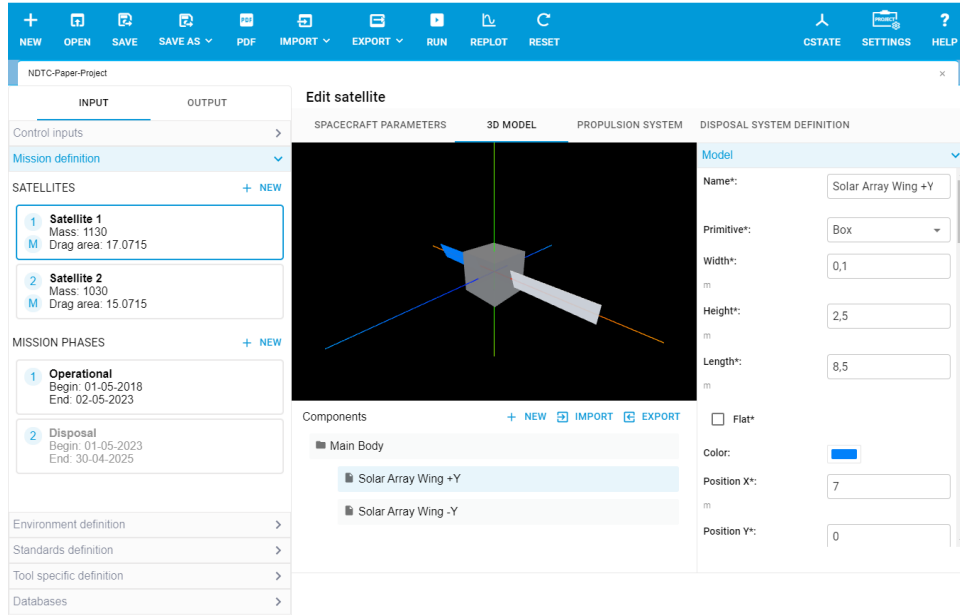 NEW OPEN SAVE SAVE AS PDF IMPORT EXPORT RUN REPLOT RESET CSTATE SETTINGS HELP
PDF
PROJECT
NDTC-Paper-Project ×
INPUT OUTPUT
Control inputs
Mission definition
SATELLITES + NEW
1 Satellite 1
Mass: 1130
M Drag area: 17.0715
2 Satellite 2
Mass: 1030
M Drag area: 15.0715
MISSION PHASES + NEW
1 Operational
Begin: 01-05-2018
End: 02-05-2023
2 Disposal
Begin: 01-05-2023
End: 30-04-2025
Environment definition
Standards definition
Tool specific definition
Databases
Edit satellite
SPACECRAFT PARAMETERS 3D MODEL PROPULSION SYSTEM DISPOSAL SYSTEM DEFINITION
Components + NEW IMPORT EXPORT
Main Body
Solar Array Wing +Y
Solar Array Wing -Y
Model
Name*: Solar Array Wing +Y
Primitive*: Box
Width*: 0,1
m
Height*: 2,5
m
Length*: 8,5
m
Flat*
Color:
Position X*: 7
m
Position Y*: 0